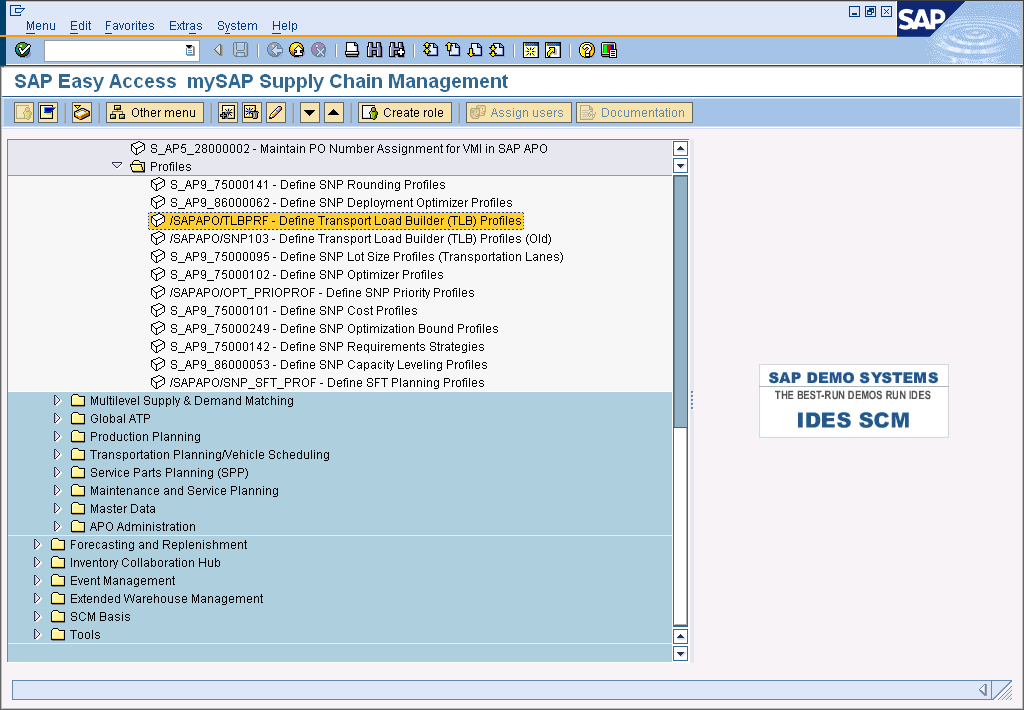 Menu Edit Favorites Extras System Help
SAP
SAP Easy Access mySAP Supply Chain Management
Other menu Create role Assign users Documentation
S_AP5_28000002 - Maintain PO Number Assignment for VMI in SAP APO
Profiles
S_AP9_75000141 - Define SNP Rounding Profiles
S_AP9_86000062 - Define SNP Deployment Optimizer Profiles
/SAPAPO/TLBPRF - Define Transport Load Builder (TLB) Profiles
/SAPAPO/SNP103 - Define Transport Load Builder (TLB) Profiles (Old)
S_AP9_75000095 - Define SNP Lot Size Profiles (Transportation Lanes)
S_AP9_75000102 - Define SNP Optimizer Profiles
/SAPAPO/OPT_PRIOPROF - Define SNP Priority Profiles
S_AP9_75000101 - Define SNP Cost Profiles
S_AP9_75000249 - Define SNP Optimization Bound Profiles
S_AP9_75000142 - Define SNP Requirements Strategies
S_AP9_86000053 - Define SNP Capacity Leveling Profiles
/SAPAPO/SNP_SFT_PROF - Define SFT Planning Profiles
Multilevel Supply & Demand Matching
Global ATP
Production Planning
Transportation Planning/Vehicle Scheduling
Service Parts Planning (SPP)
Maintenance and Service Planning
Master Data
APO Administration
Forecasting and Replenishment
Inventory Collaboration Hub
Event Management
Extended Warehouse Management
SCM Basis
Tools
SAP DEMO SYSTEMS
THE BEST-RUN DEMOS RUN IDES
IDES SCM